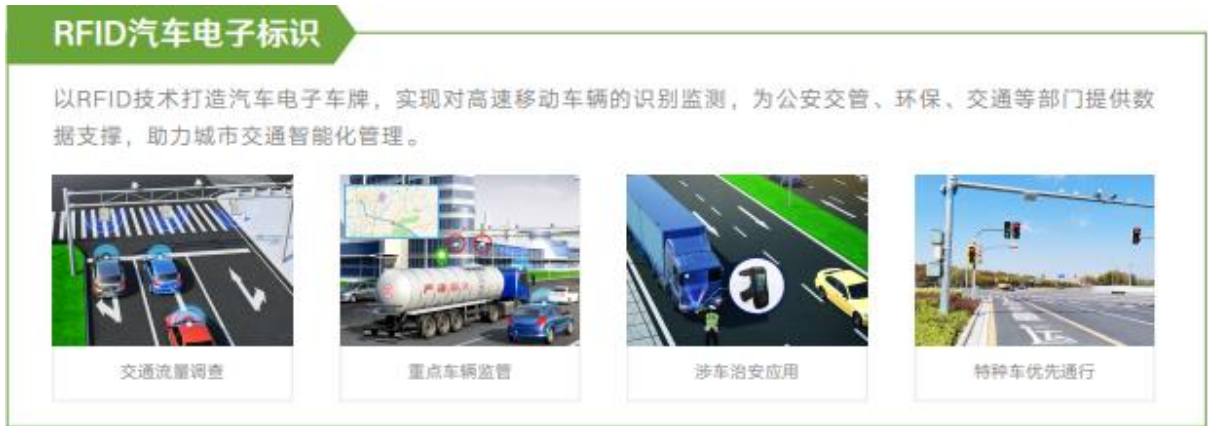 RFID汽车电子标识
以RFID技术打造汽车电子车牌，实现对高速移动车辆的识别监测，为公安交管、环保、交通等部门提供数
据支撑，助力城市交通智能化管理。
交通流量调查
重点车辆监管
涉车治安应用
特种车优先通行